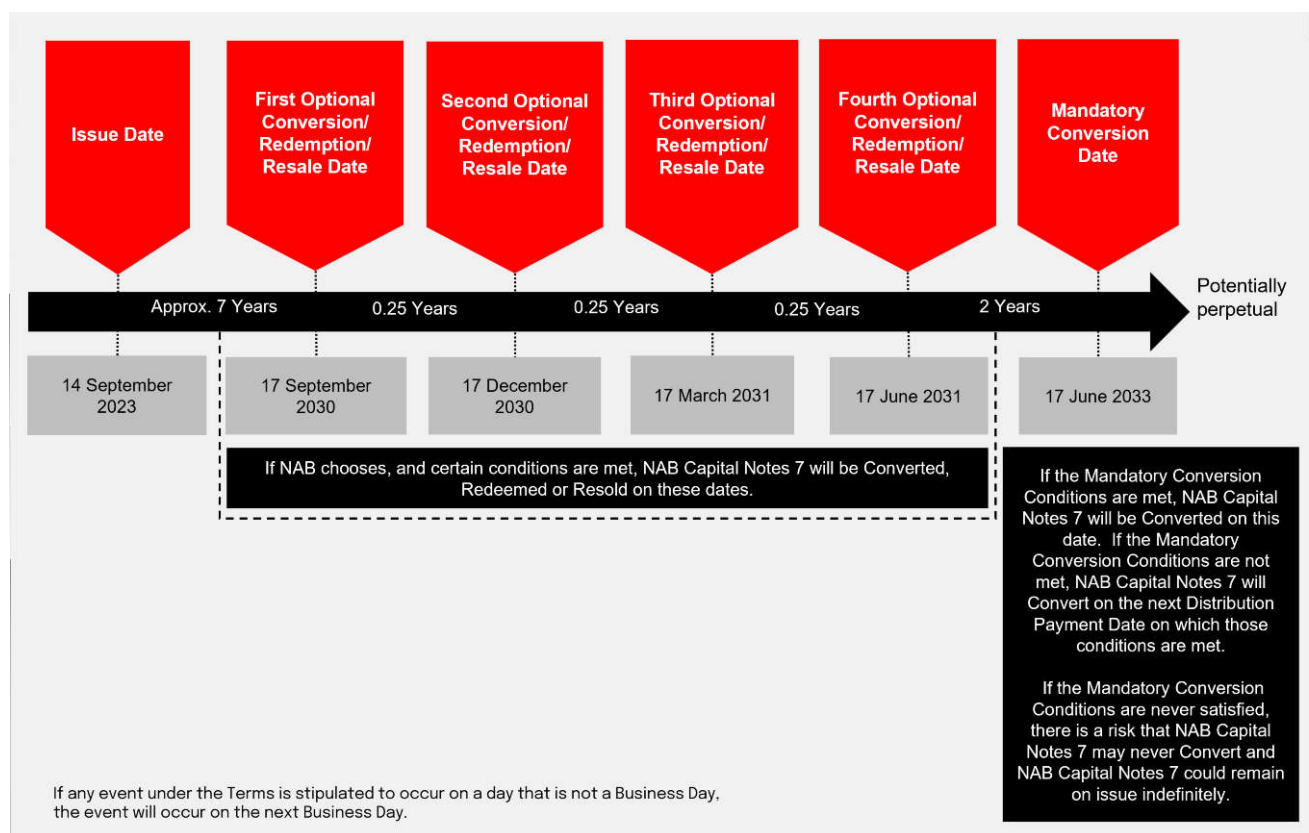 Issue Date
First Optional
Conversion/
Redemption/
Resale Date
Second Optional
Conversion/
Redemption/
Resale Date
Third Optional
Conversion/
Redemption/
Resale Date
Fourth Optional
Conversion/
Redemption/
Resale Date
Mandatory
Conversion
Date
Approx. 7 Years
0.25 Years
0.25 Years
0.25 Years
2 Years
Potentially
perpetual
14 September
2023
17 September
2030
17 December
2030
17 March 2031
17 June 2031
17 June 2033
If NAB chooses, and certain conditions are met, NAB Capital Notes 7 will be Converted,
Redeemed or Resold on these dates.
If the Mandatory Conversion
Conditions are met, NAB Capital
Notes 7 will be Converted on this
date.  If the Mandatory
Conversion Conditions are not
met, NAB Capital Notes 7 will
Convert on the next Distribution
Payment Date on which those
conditions are met.
If the Mandatory Conversion
Conditions are never satisfied,
there is a risk that NAB Capital
Notes 7 may never Convert and
NAB Capital Notes 7 could remain
on issue indefinitely.
If any event under the Terms is stipulated to occur on a day that is not a Business Day,
the event will occur on the next Business Day.